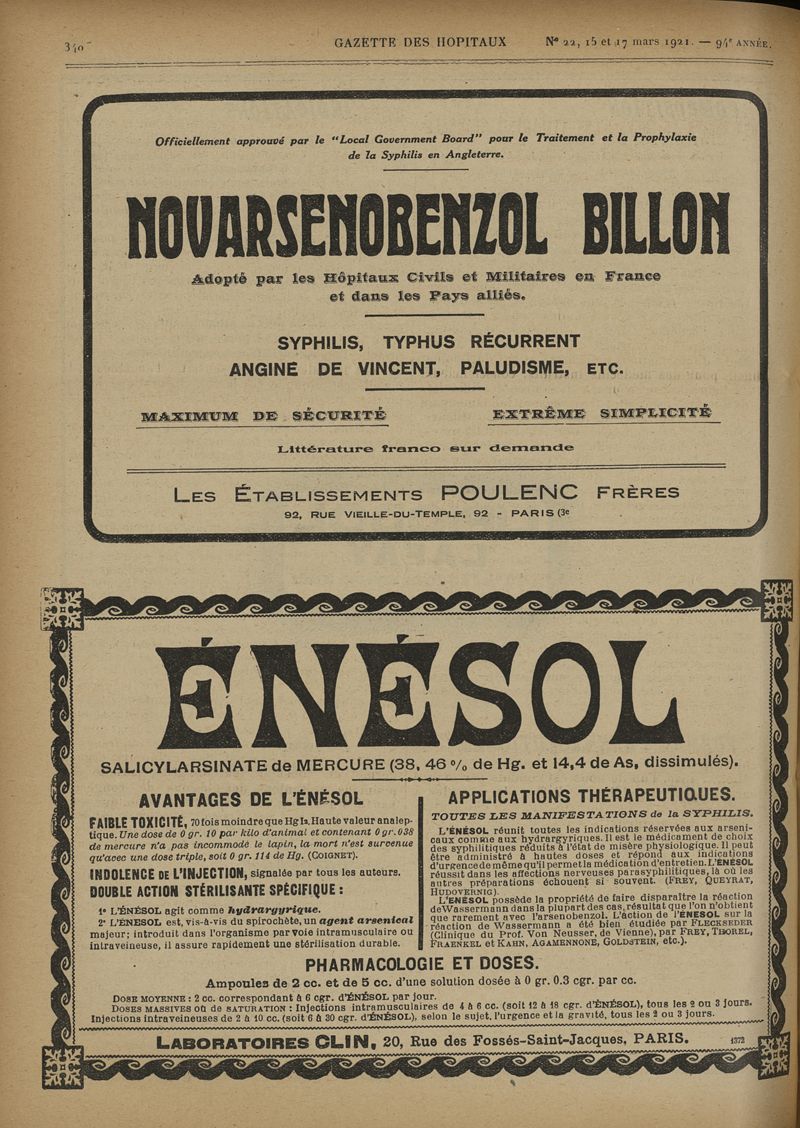 340
GAZETTE DES HOPITAUX
Nº 22, 15 et 17 mars 1921. — 94e ANNÉE.
Officiellement approuvé par le "Local Government Board" pour le Traitement et la Prophylaxie
de la Syphilis en Angleterre.
NOVARSENOBENZOL BILLON
Adopté par les Hôpitaux Civils et Militaires en France
et dans les Pays alliés.
SYPHILIS, TYPHUS RÉCURRENT
ANGINE DE VINCENT, PALUDISME, ETC.
MAXIMUM DE SÉCURITÉ
EXTRÊME SIMPLICITÉ
Littérature franco sur demande
LES ÉTABLISSEMENTS POULENC FRÈRES
92, RUE VIEILLE-DU-TEMPLE, 92 - PARIS (3e
ÉNÉSOL
SALICYLARSINATE de MERCURE (38, 46 % de Hg. et 14,4 de As, dissimulés).
AVANTAGES DE L'ÉNÉSOL
FAIBLE TOXICITÉ, 70 fois moindre que Hg I2. Haute valeur analep-
tique. Une dose de 0 gr. 10 par kilo d'animal et contenant 0 gr. 038
de mercure n'a pas incommodé le lapin, la mort n'est survenue
qu'avec une dose triple, soit 0 gr. 114 de Hg. (COIGNET).
INDOLENCE DE L'INJECTION, signalée par tous les auteurs.
DOUBLE ACTION STÉRILISANTE SPÉCIFIQUE :
1º L'ÉNÉSOL agit comme hydrargyrique.
2º L'ÉNÉSOL est, vis-à-vis du spirochète, un agent arsenical
majeur; introduit dans l'organisme par voie intramusculaire ou
intraveineuse, il assure rapidement une stérilisation durable.
APPLICATIONS THÉRAPEUTIQUES.
TOUTES LES MANIFESTATIONS de la SYPHILIS.
L'ÉNÉSOL réunit toutes les indications réservées aux arseni-
caux comme aux hydrargyriques. Il est le médicament de choix
des syphilitiques réduits à l'état de misère physiologique. Il peut
être administré à hautes doses et répond aux indications
d'urgence de même qu'il permet la médication d'entretien. L'ÉNÉSOL
réussit dans les affections nerveuses parasyphilitiques, là où les
autres préparations échouent si souvent. (FREY, QUEYRAT,
HUDOVERNIG).
L'ÉNÉSOL possède la propriété de faire disparaître la réaction
de Wassermann dans la plupart des cas, résultat que l'on n'obtient
que rarement avec l'arsenobenzol. L'action de l'ÉNÉSOL sur la
réaction de Wassermann a été bien étudiée par FLECKSEDER
(Clinique du Prof. Von Neusser, de Vienne), par FREY, THOREL,
FRAENKEL et KAHN, AGAMENNONE, GOLDSTEIN, etc.).
PHARMACOLOGIE ET DOSES.
Ampoules de 2 cc. et de 5 cc. d'une solution dosée à 0 gr. 0.3 cgr. par cc.
DOSE MOYENNE : 2 cc. correspondant à 6 cgr. d'ÉNÉSOL par jour.
DOSES MASSIVES OU de SATURATION : Injections intramusculaires de 4 à 6 cc. (soit 12 à 18 cgr. d'ÉNÉSOL), tous les 2 ou 3 jours.
Injections intraveineuses de 2 à 10 cc. (soit 6 à 30 cgr. d'ÉNÉSOL), selon le sujet, l'urgence et la gravité, tous les 2 ou 3 jours.
LABORATOIRES CLIN, 20, Rue des Fossés-Saint-Jacques, PARIS. 1373